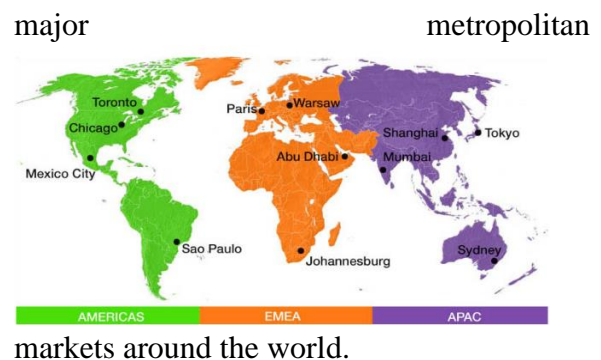 major metropolitan
Toronto
Chicago
Mexico City
Sao Paulo
Paris
Warsaw
Abu Dhabi
Johannesburg
Shanghai
Tokyo
Mumbai
Sydney
AMERICAS EMEA APAC
markets around the world.